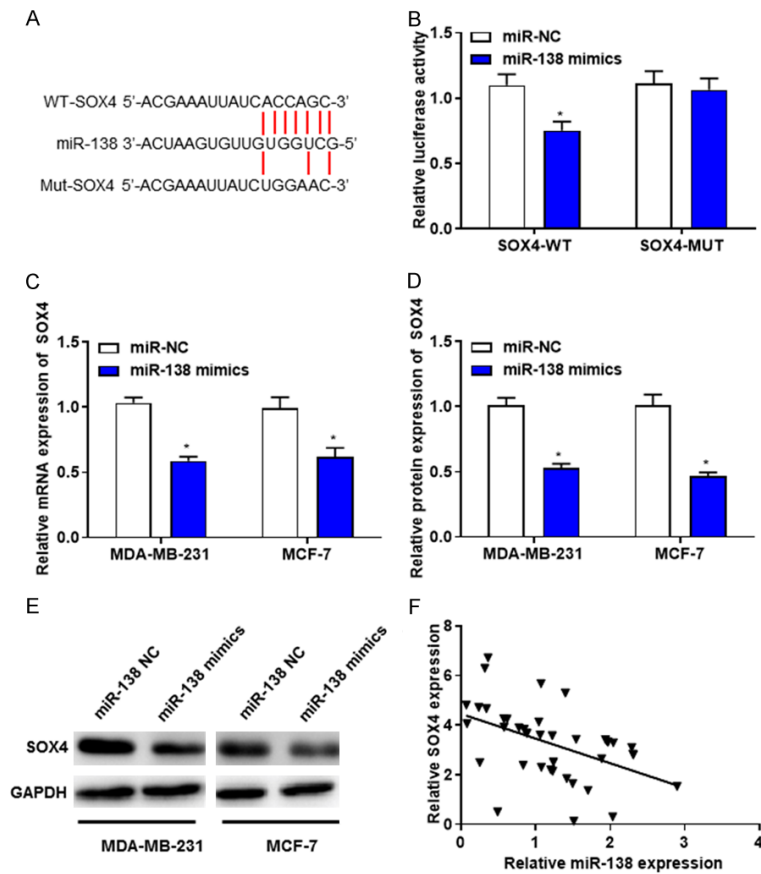 A
WT-SOX4 5'-ACGAAAUUAUCACCAGC-3'
miR-138 3'-ACUAAGUGUUGUGGUCG-5'
Mut-SOX4 5'-ACGAAAUUAUCUGGAAC-3'
B
Relative luciferase activity
1.5
1.0
0.5
0.0
miR-NC
miR-138 mimics
*
SOX4-WT
SOX4-MUT
C
Relative mRNA expression of SOX4
1.5
1.0
0.5
0.0
miR-NC
miR-138 mimics
*
*
MDA-MB-231
MCF-7
D
Relative protein expression of SOX4
1.5
1.0
0.5
0.0
miR-NC
miR-138 mimics
*
*
MDA-MB-231
MCF-7
E
miR-138 NC
miR-138 mimics
miR-138 NC
miR-138 mimics
SOX4
GAPDH
MDA-MB-231
MCF-7
F
Relative SOX4 expression
8
6
4
2
0
0
1
2
3
4
Relative miR-138 expression